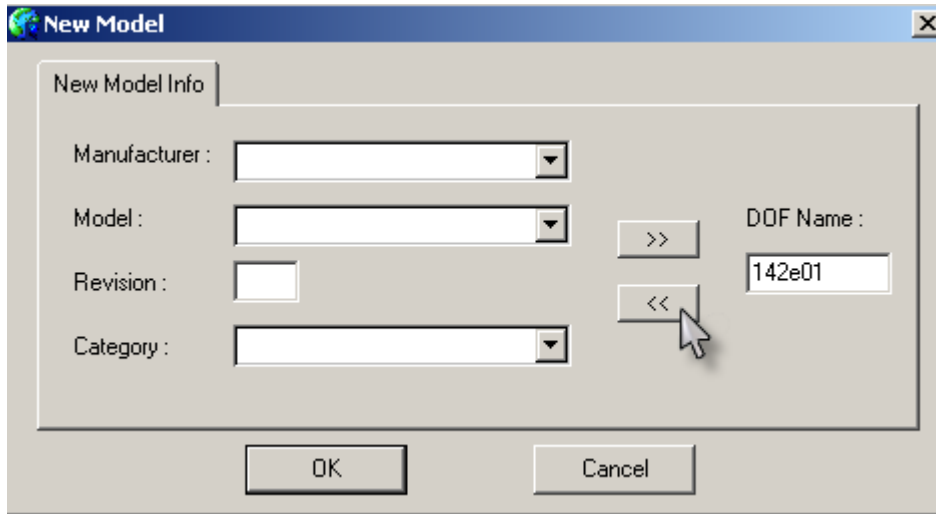 New Model
New Model Info
Manufacturer :
Model :
>>
DOF Name :
Revision :
142e01
<<
Category :
OK
Cancel